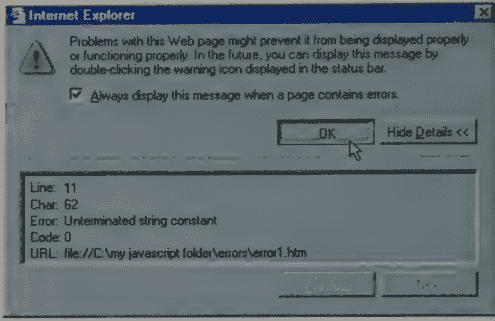 Internet Explorer
Problems with this Web page might prevent it from being displayed properly
or functioning properly. In the future, you can display this message by
double-clicking the warning icon displayed in the status bar.
Always display this message when a page contains errors.
OK
Hide Details <<
Line: 11
Char: 62
Error: Unterminated string constant
Code: 0
URL: file://C:\my javascript folder\errors\error1.htm
Previous